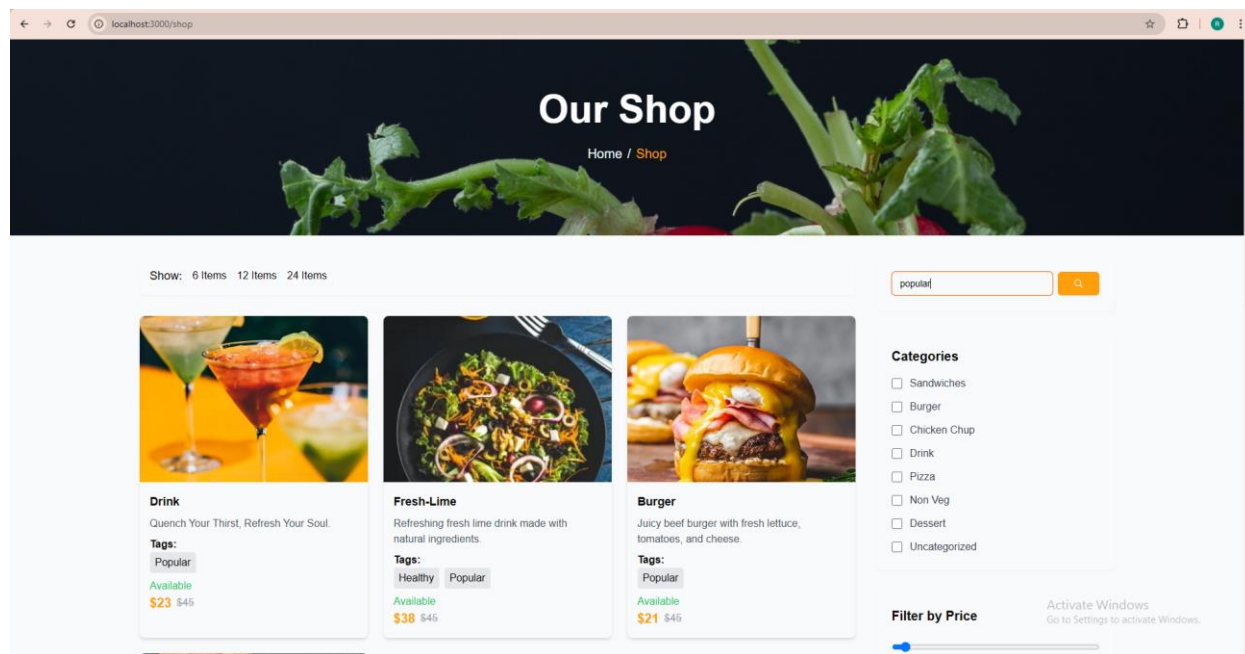 localhost:3000/shop
R
Our Shop
Home / Shop
Show: 6 Items 12 Items 24 Items
popular
Drink
Quench Your Thirst, Refresh Your Soul.
Tags:
Popular
Available
$23 $45
Fresh-Lime
Refreshing fresh lime drink made with
natural ingredients.
Tags:
Healthy Popular
Available
$38 $45
Burger
Juicy beef burger with fresh lettuce,
tomatoes, and cheese.
Tags:
Popular
Available
$21 $45
Categories
Sandwiches
Burger
Chicken Chup
Drink
Pizza
Non Veg
Dessert
Uncategorized
Filter by Price
Activate Windows
Go to Settings to activate Windows.